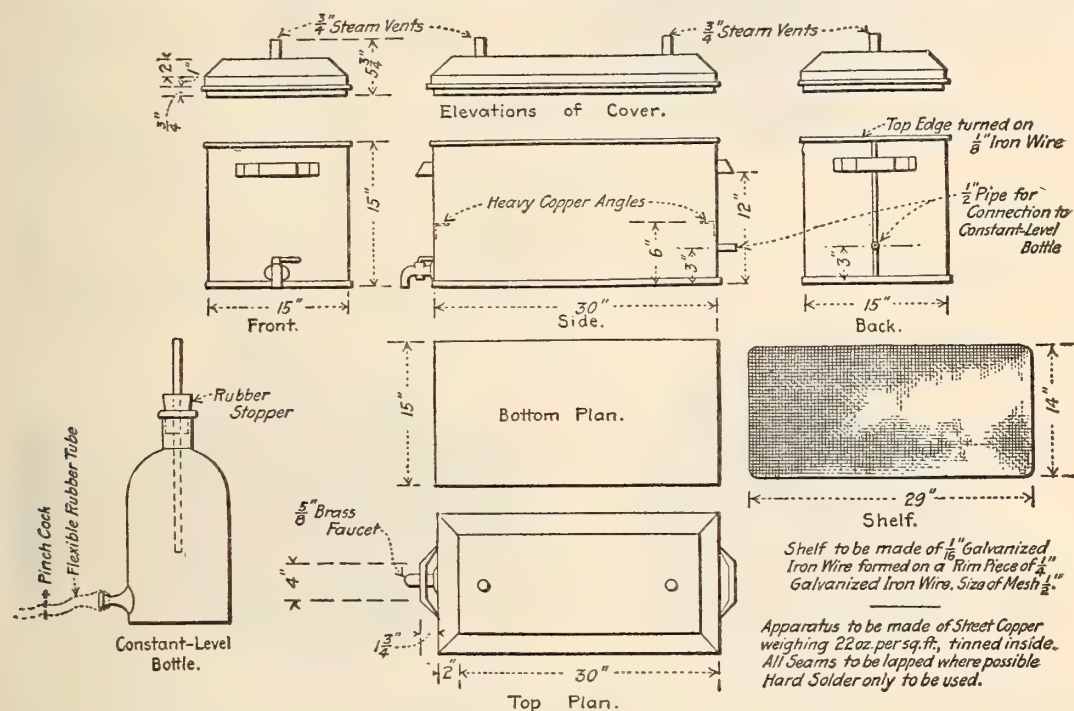 3/4" Steam Vents
3/4" Steam Vents
2"
1"
3/4"
5 3/4"
Elevations of Cover.
Top Edge turned on
1/8" Iron Wire
15"
Heavy Copper Angles
6"
3"
12"
1/2" Pipe for
Connection to
Constant-Level
Bottle
3"
15"
Front.
30"
Side.
15"
Back.
Rubber
Stopper
Pinch Cock
Flexible Rubber Tube
Constant-Level
Bottle.
15"
Bottom Plan.
14"
29"
Shelf.
5/8" Brass
Faucet
4"
1 3/4"
2"
30"
Top Plan.
Shelf to be made of 1/16" Galvanized
Iron Wire formed on a Rim Piece of 1/4"
Galvanized Iron Wire. Size of Mesh 1/2".
Apparatus to be made of Sheet Copper
weighing 22 oz. per sq. ft., tinned inside.
All Seams to be lapped where possible
Hard Solder only to be used.